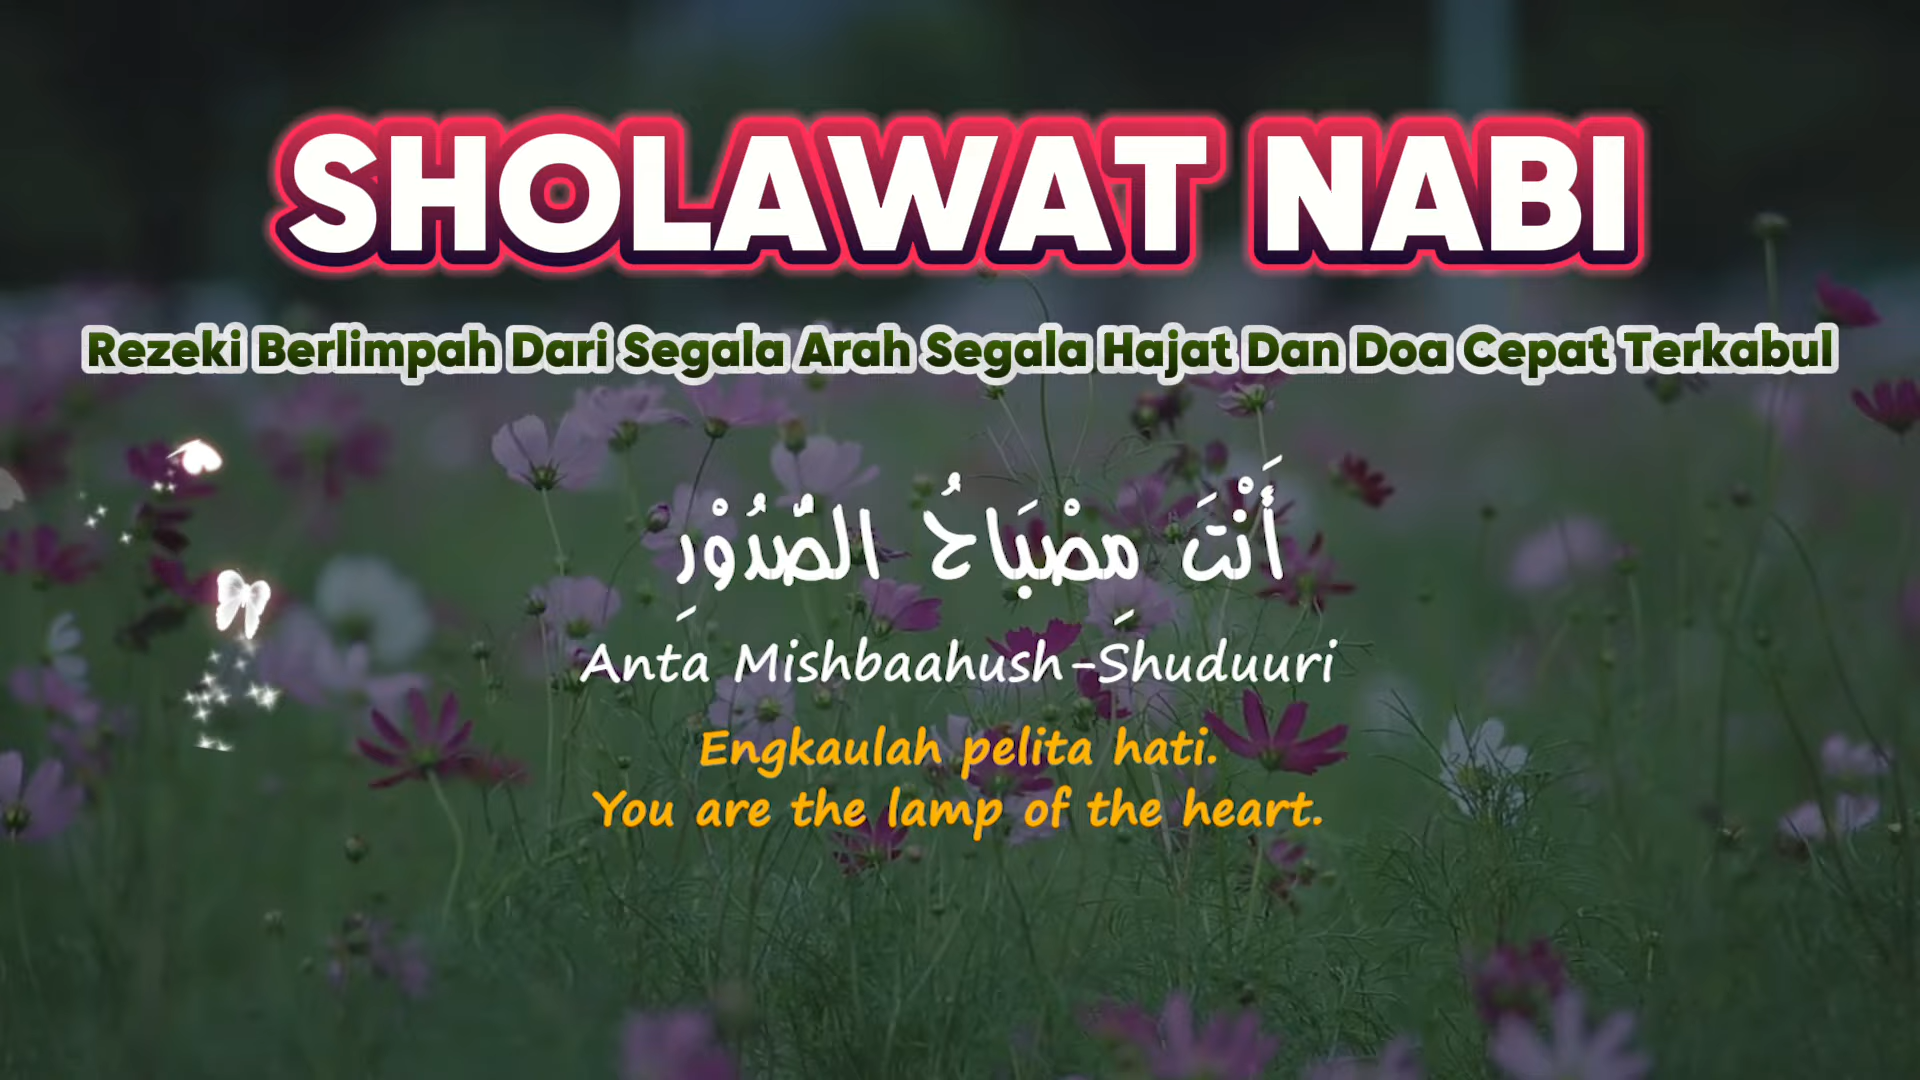 SHOLAWAT NABI
Rezeki Berlimpah Dari Segala Arah Segala Hajat Dan Doa Cepat Terkabul
أَنْتَ مِصْبَاحُ الصُّدُوْرِ
Anta Mishbaahush-Shuduuri
Engkaulah pelita hati.
You are the lamp of the heart.